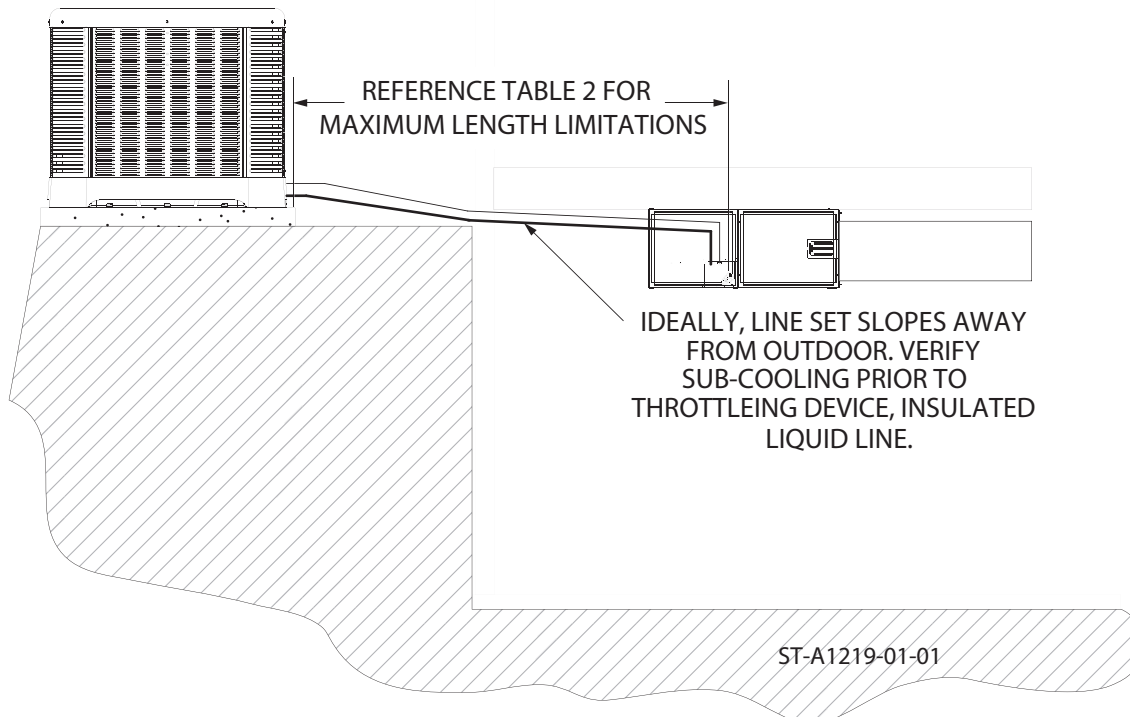 REFERENCE TABLE 2 FOR
MAXIMUM LENGTH LIMITATIONS
IDEALLY, LINE SET SLOPES AWAY
FROM OUTDOOR. VERIFY
SUB-COOLING PRIOR TO
THROTTLEING DEVICE, INSULATED
LIQUID LINE.
ST-A1219-01-01